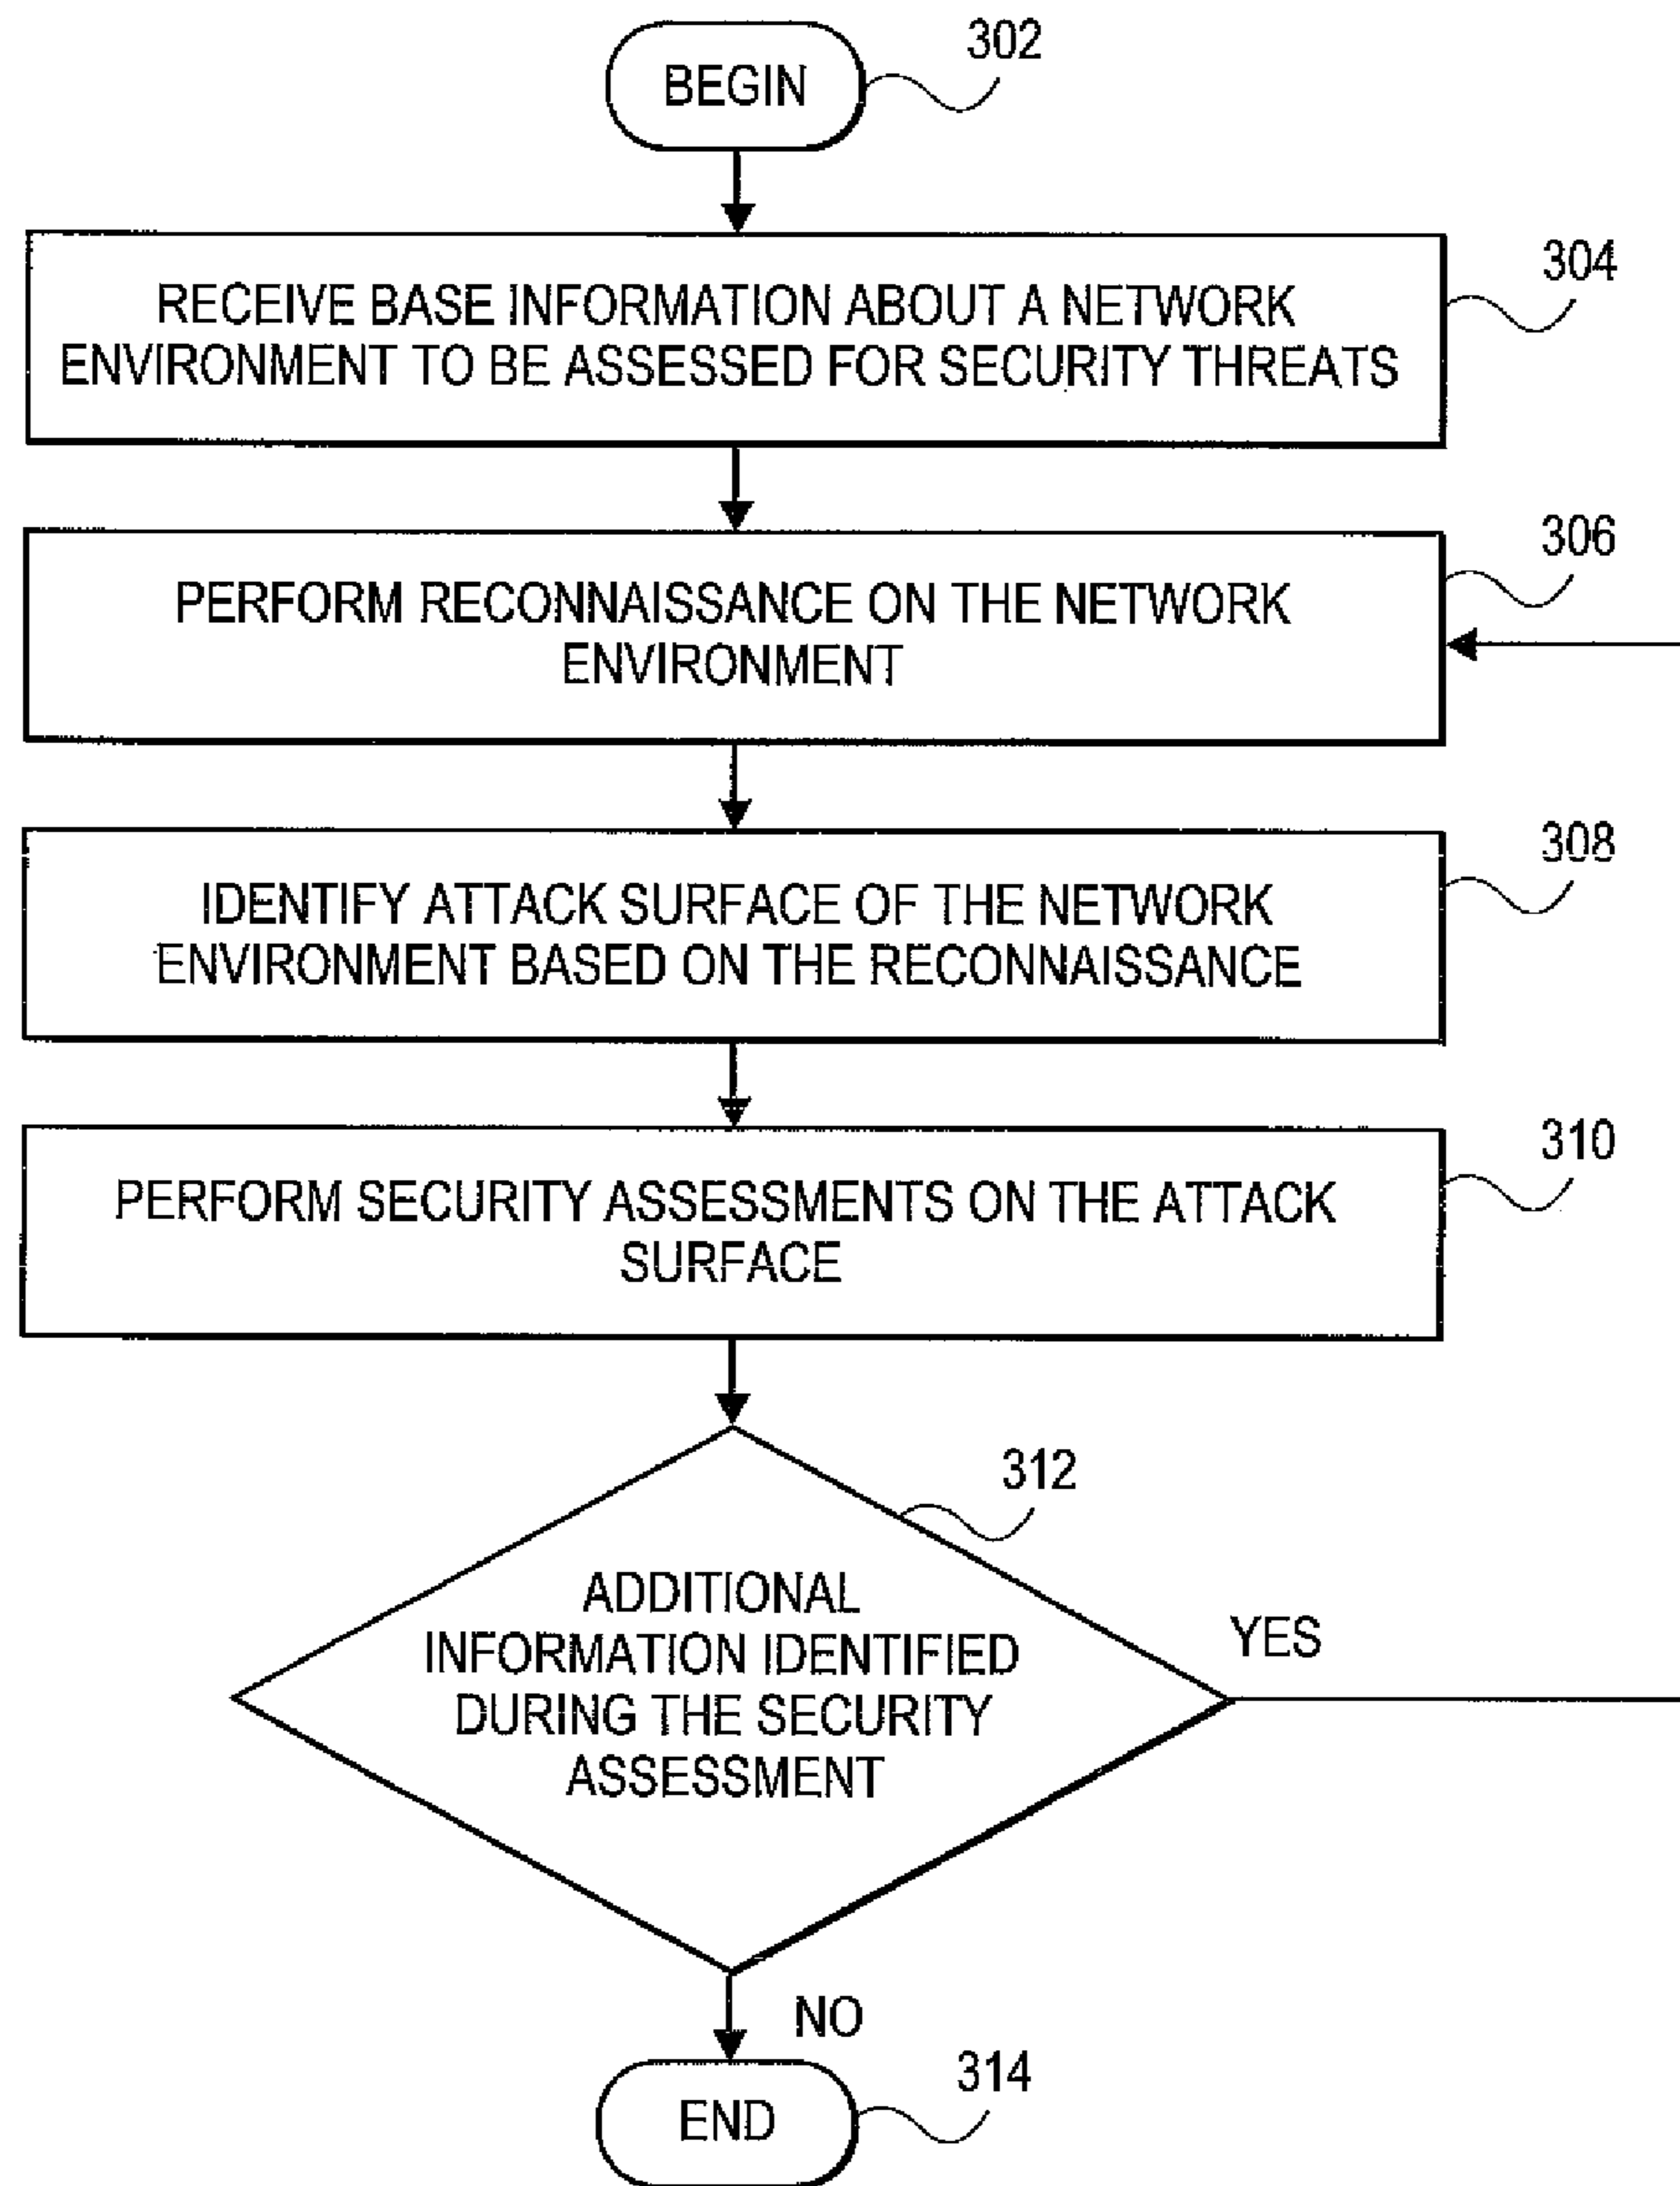 BEGIN
302
RECEIVE BASE INFORMATION ABOUT A NETWORK
ENVIRONMENT TO BE ASSESSED FOR SECURITY THREATS
304
PERFORM RECONNAISSANCE ON THE NETWORK
ENVIRONMENT
306
IDENTIFY ATTACK SURFACE OF THE NETWORK
ENVIRONMENT BASED ON THE RECONNAISSANCE
308
PERFORM SECURITY ASSESSMENTS ON THE ATTACK
SURFACE
310
312
ADDITIONAL
INFORMATION IDENTIFIED
DURING THE SECURITY
ASSESSMENT
YES
NO
END
314